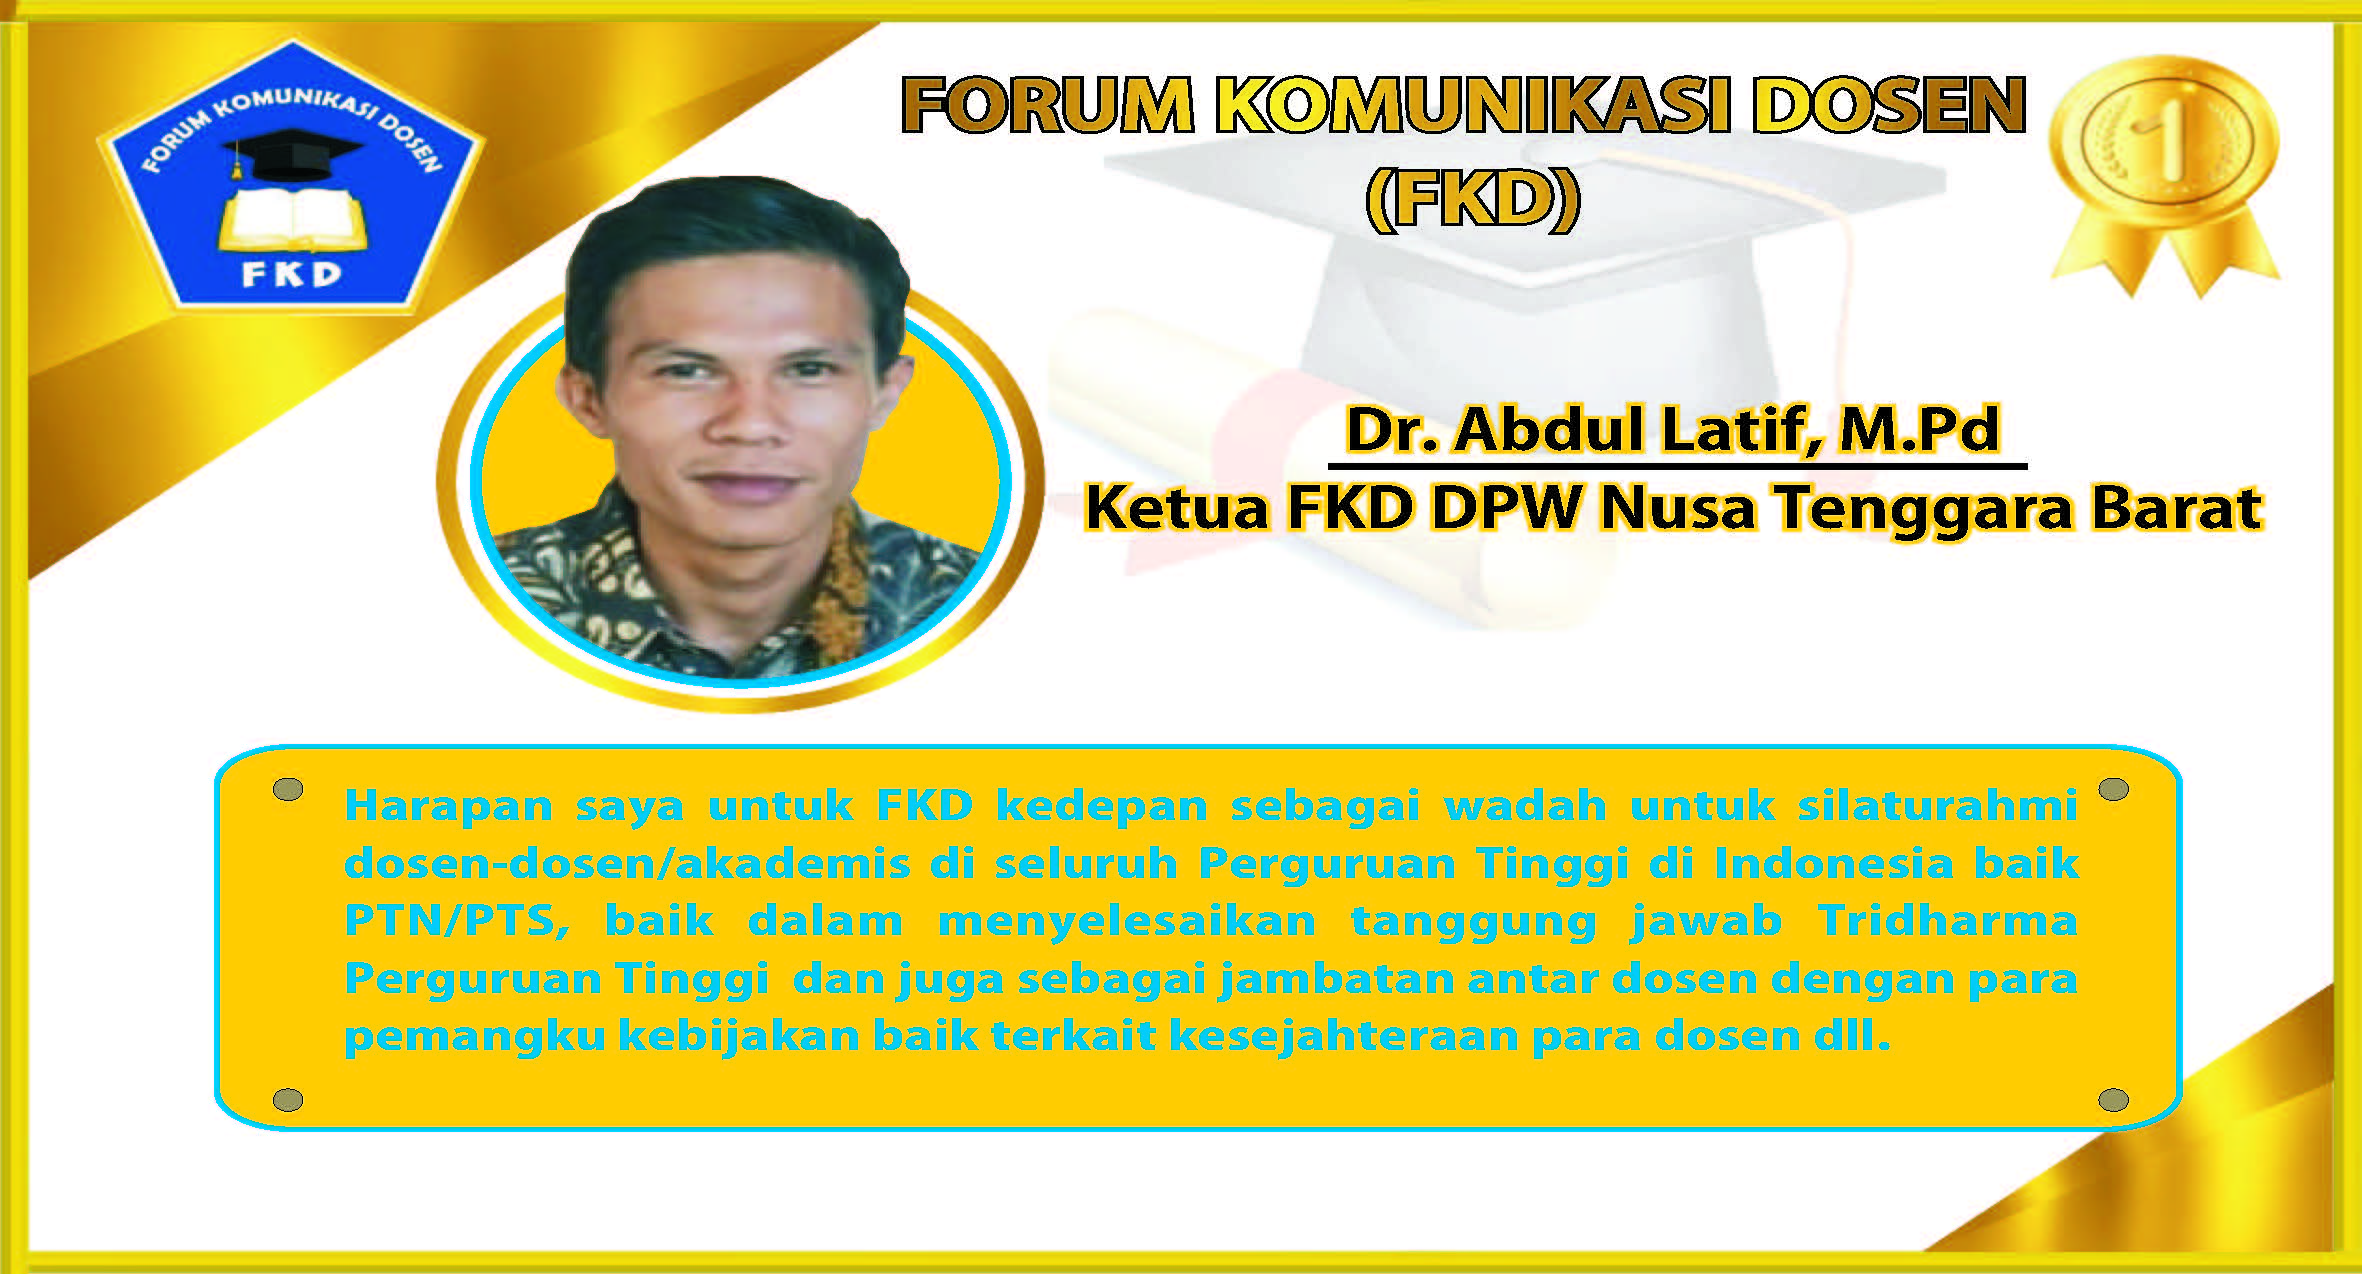 FORUM KOMUNIKASI DOSEN
FKD
FORUM KOMUNIKASI DOSEN
(FKD)
1
Dr. Abdul Latif, M.Pd
Ketua FKD DPW Nusa Tenggara Barat
Harapan saya untuk FKD kedepan sebagai wadah untuk silaturahmi
dosen-dosen/akademis di seluruh Perguruan Tinggi di Indonesia baik
PTN/PTS, baik dalam menyelesaikan tanggung jawab Tridharma
Perguruan Tinggi dan juga sebagai jambatan antar dosen dengan para
pemangku kebijakan baik terkait kesejahteraan para dosen dll.